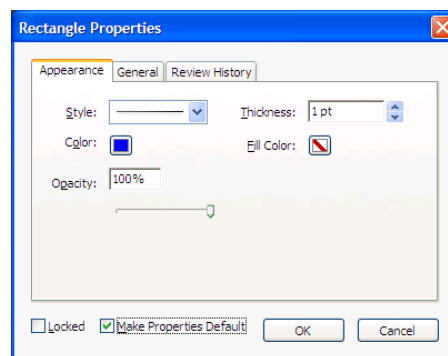 Rectangle Properties
Appearance General Review History
Style: Thickness: 1 pt
Color: Fill Color:
Opacity: 100%
Locked Make Properties Default OK Cancel